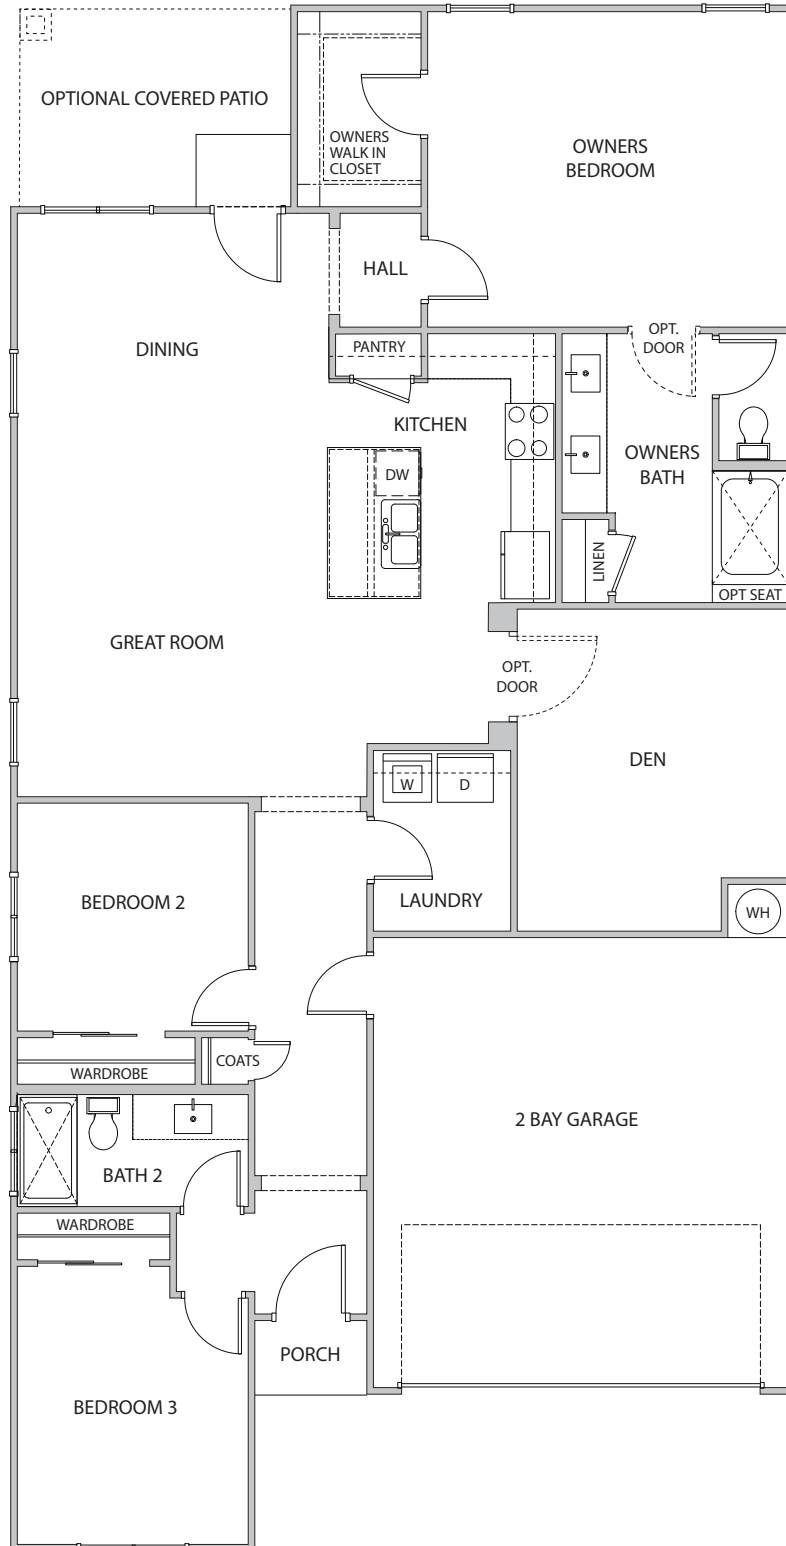 OPTIONAL COVERED PATIO
OWNERS
WALK IN
CLOSET
OWNERS
BEDROOM
HALL
DINING
PANTRY
OPT.
DOOR
KITCHEN
OWNERS
BATH
DW
LINEN
OPT SEAT
GREAT ROOM
OPT.
DOOR
DEN
W
D
BEDROOM 2
LAUNDRY
WH
COATS
WARDROBE
2 BAY GARAGE
BATH 2
WARDROBE
PORCH
BEDROOM 3